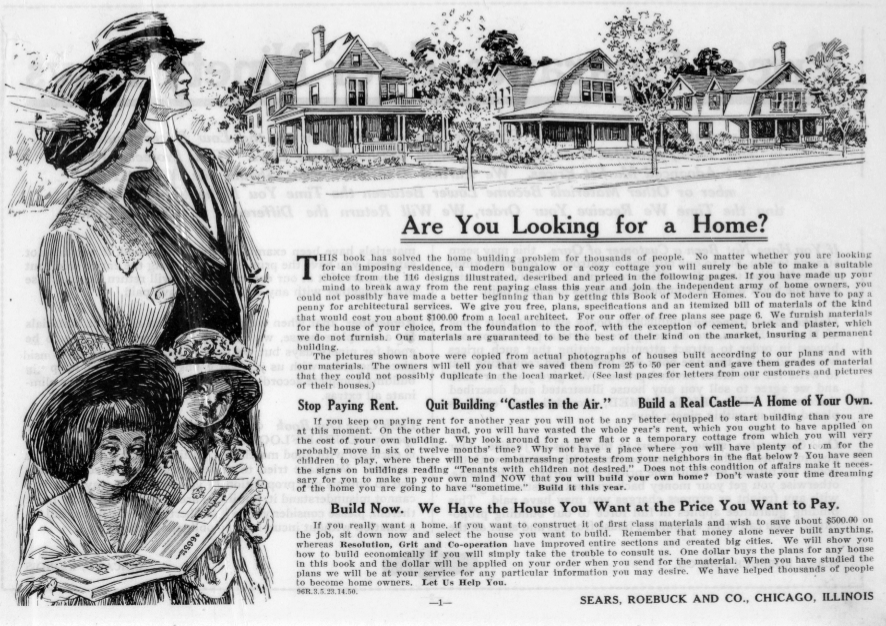 Are You Looking for a Home?
THIS book has solved the home building problem for thousands of people. No matter whether you are looking
for an imposing residence, a modern bungalow or a cozy cottage you will surely be able to make a suitable
choice from the 116 designs illustrated, described and priced in the following pages. If you have made up your
mind to break away from the rent paying class this year and join the independent army of home owners, you
could not possibly have made a better beginning than by getting this Book of Modern Homes. You do not have to pay a
penny for architectural services. We give you free, plans, specifications and an itemized bill of materials of the kind
that would cost you about $100.00 from a local architect. For our offer of free plans see page 6. We furnish materials
for the house of your choice, from the foundation to the roof, with the exception of cement, brick and plaster, which
we do not furnish. Our materials are guaranteed to be the best of their kind on the market, insuring a permanent
building.
The pictures shown above were copied from actual photographs of houses built according to our plans and with
our materials. The owners will tell you that we saved them from 25 to 50 per cent and gave them grades of material
that they could not possibly duplicate in the local market. (See last pages for letters from our customers and pictures
of their houses.)
Stop Paying Rent. Quit Building "Castles in the Air." Build a Real Castle—A Home of Your Own.
If you keep on paying rent for another year you will not be any better equipped to start building than you are
at this moment. On the other hand, you will have wasted the whole year's rent, which you ought to have applied on
the cost of your own building. Why look around for a new flat or a temporary cottage from which you will very
probably move in six or twelve months' time? Why not have a place where you will have plenty of for the
children to play, where there will be no embarrassing protests from your neighbors in the flat below? You have seen
the signs on buildings reading "Tenants with children not desired." Does not this condition of affairs make it neces-
sary for you to make up your own mind NOW that you will build your own home? Don't waste your time dreaming
of the home you are going to have "sometime." Build it this year.
Build Now. We Have the House You Want at the Price You Want to Pay.
If you really want a home, if you want to construct it of first class materials and wish to save about $500.00 on
the job, sit down now and select the house you want to build. Remember that money alone never built anything,
whereas Resolution, Grit and Co-operation have improved entire sections and created big cities. We will show you
how to build economically if you will simply take the trouble to consult us. One dollar buys the plans for any house
in this book and the dollar will be applied on your order when you send for the material. When you have studied the
plans we will be at your service for any particular information you may desire. We have helped thousands of people
to become home owners. Let Us Help You.
96R.3.5.23.14.50.
—1—
SEARS, ROEBUCK AND CO., CHICAGO, ILLINOIS